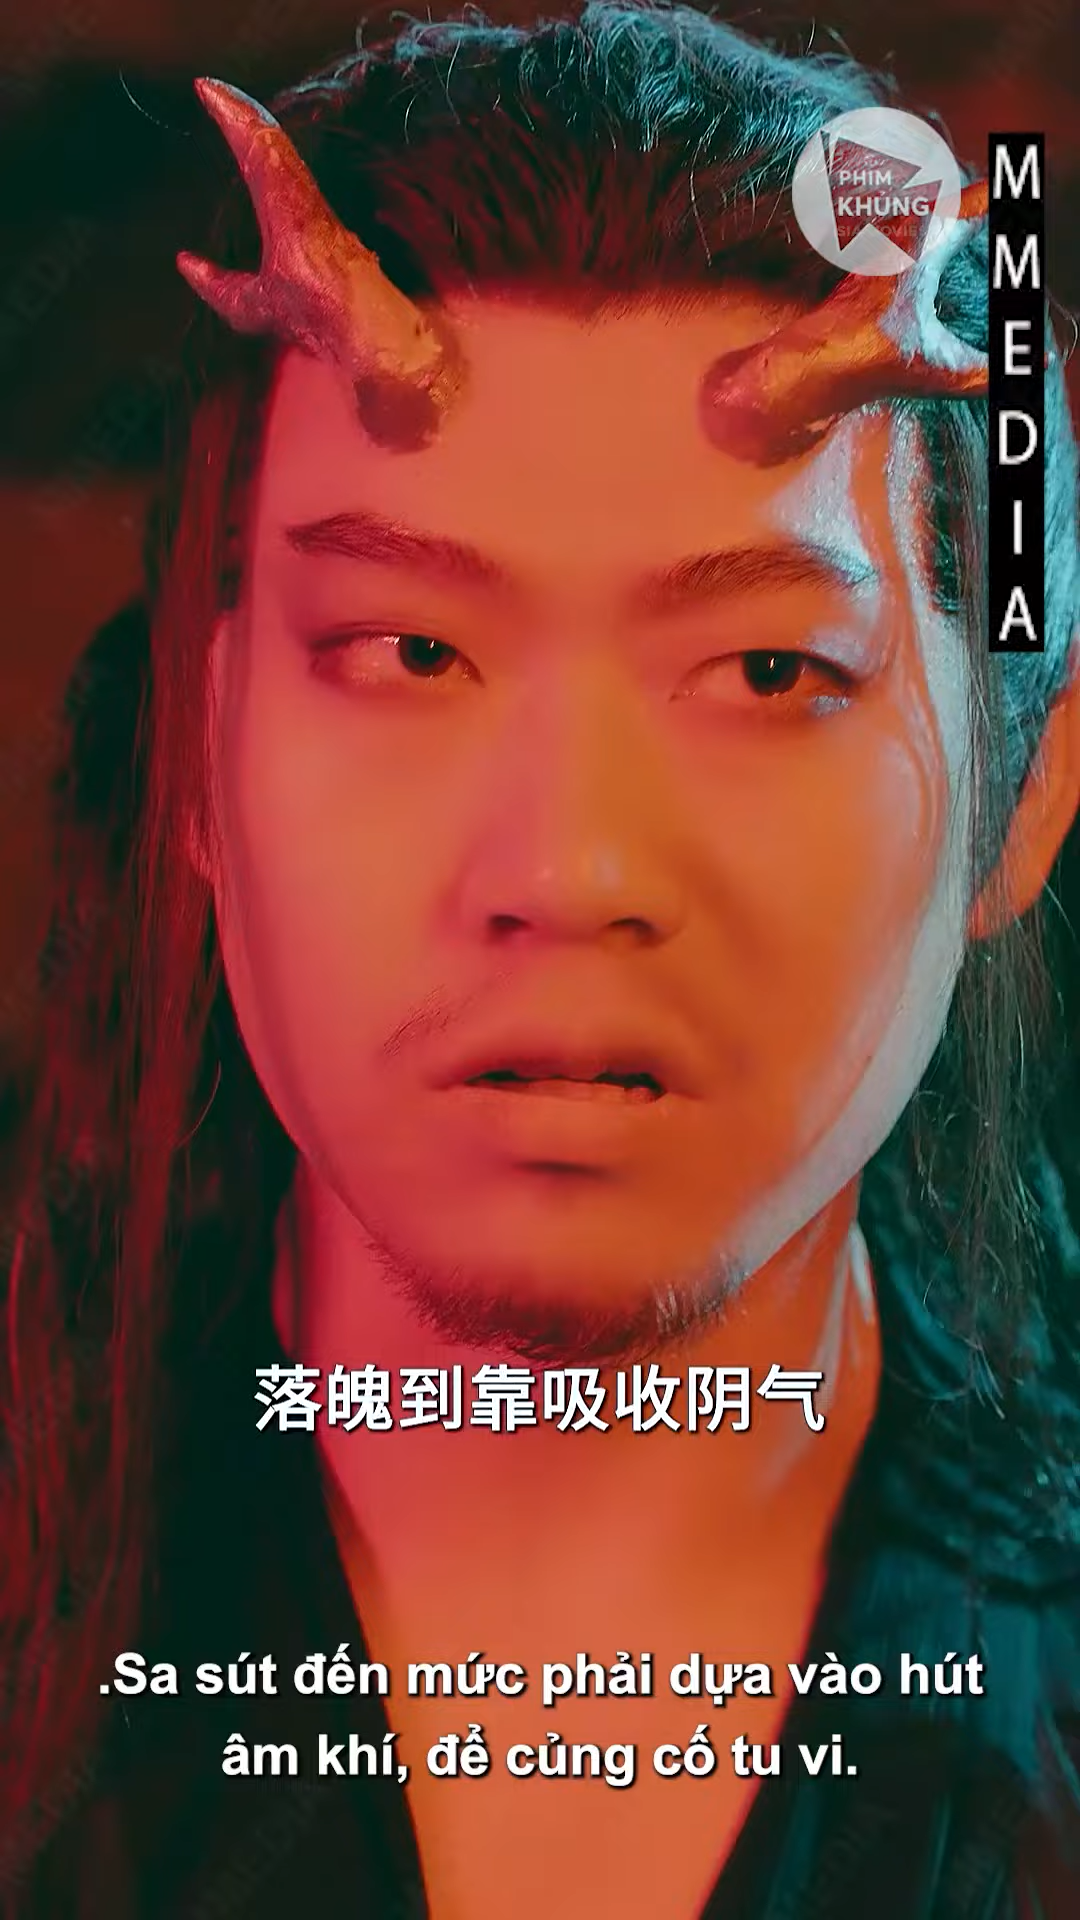 PHIM
KHỦNG
MMEDIA
落魄到靠吸收阴气
.Sa sút đến mức phải dựa vào hút
âm khí, để củng cố tu vi.